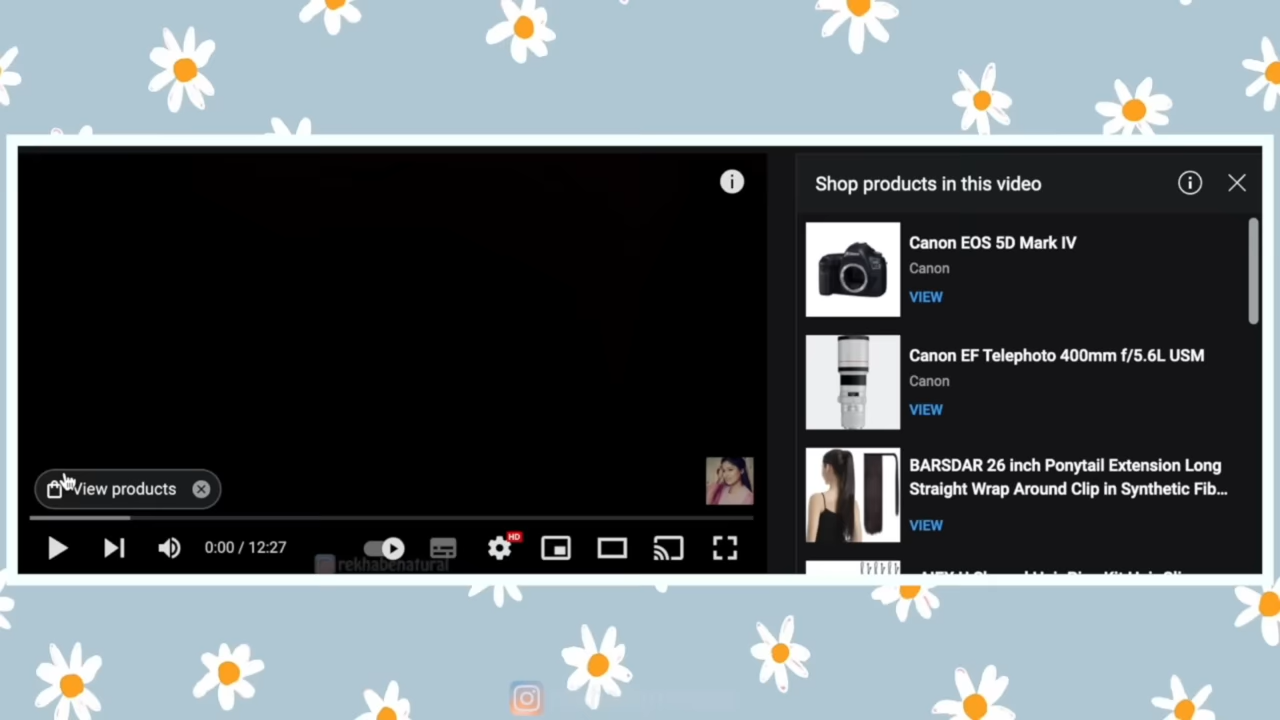 Shop products in this video
Canon EOS 5D Mark IV
Canon
VIEW
Canon EF Telephoto 400mm f/5.6L USM
Canon
VIEW
BARSDAR 26 inch Ponytail Extension Long
Straight Wrap Around Clip in Synthetic Fib...
VIEW
View products
0:00 / 12:27
HD
rekhabenatural